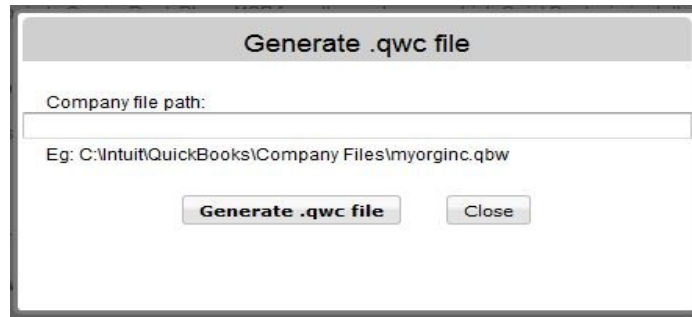 Generate .qwc file
Company file path:
Eg: C:\Intuit\QuickBooks\Company Files\myorginc.qbw
Generate .qwc file Close